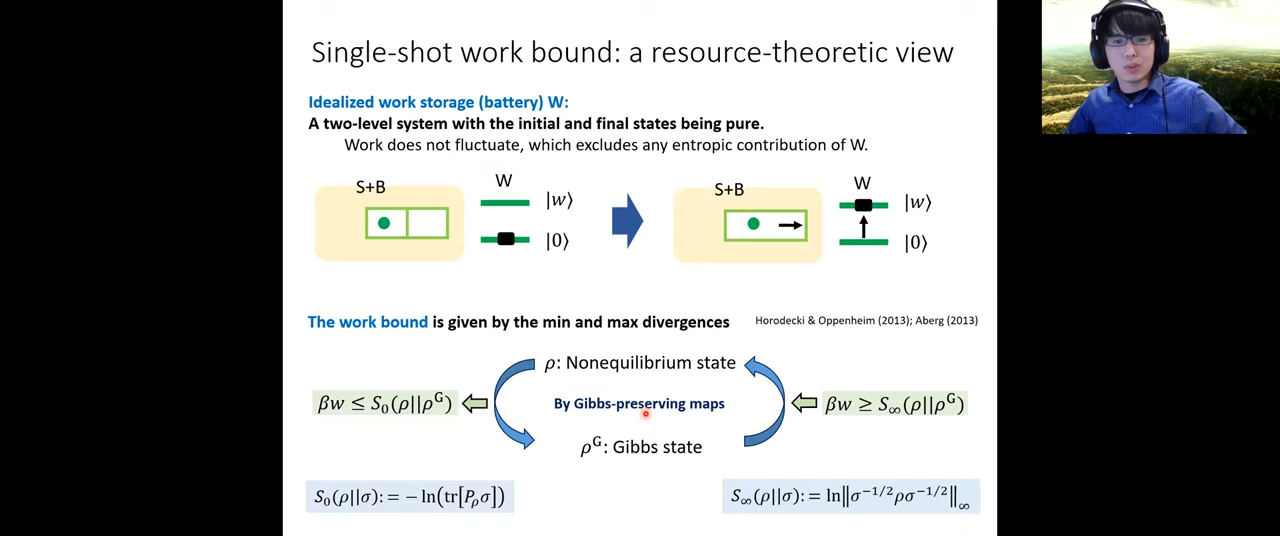 Single-shot work bound: a resource-theoretic view
Idealized work storage (battery) W:
A two-level system with the initial and final states being pure.
Work does not fluctuate, which excludes any entropic contribution of W.
S+B
W
|w⟩
|0⟩
S+B
W
|w⟩
|0⟩
The work bound is given by the min and max divergences
Horodecki & Oppenheim (2013); Aberg (2013)
ρ: Nonequilibrium state
βw ≤ S₀(ρ||ρᴳ)
By Gibbs-preserving maps
βw ≥ S∞(ρ||ρᴳ)
ρᴳ: Gibbs state
S₀(ρ||σ): = − ln(tr[Pρσ])
S∞(ρ||σ): = ln‖σ⁻¹/²ρσ⁻¹/²‖∞